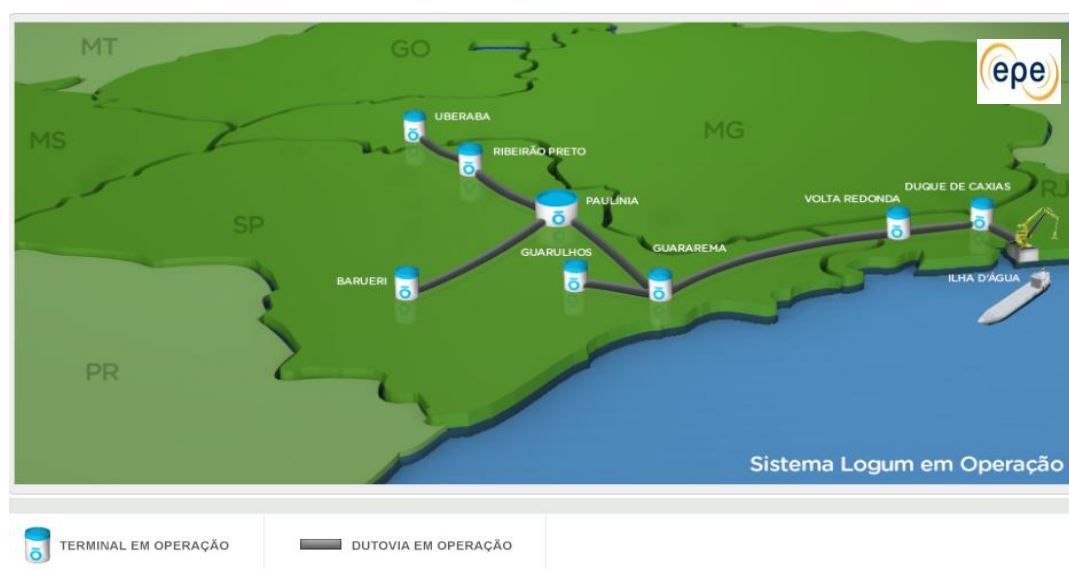 MT
GO
epe
UBERABA
MS
MG
RIBEIRÃO PRETO
DUQUE DE CAXIAS
RJ
PAULÍNIA
VOLTA REDONDA
SP
GUARULHOS
GUARAREMA
BARUERI
ILHA D'ÁGUA
PR
Sistema Logum em Operação
TERMINAL EM OPERAÇÃO
DUTOVIA EM OPERAÇÃO